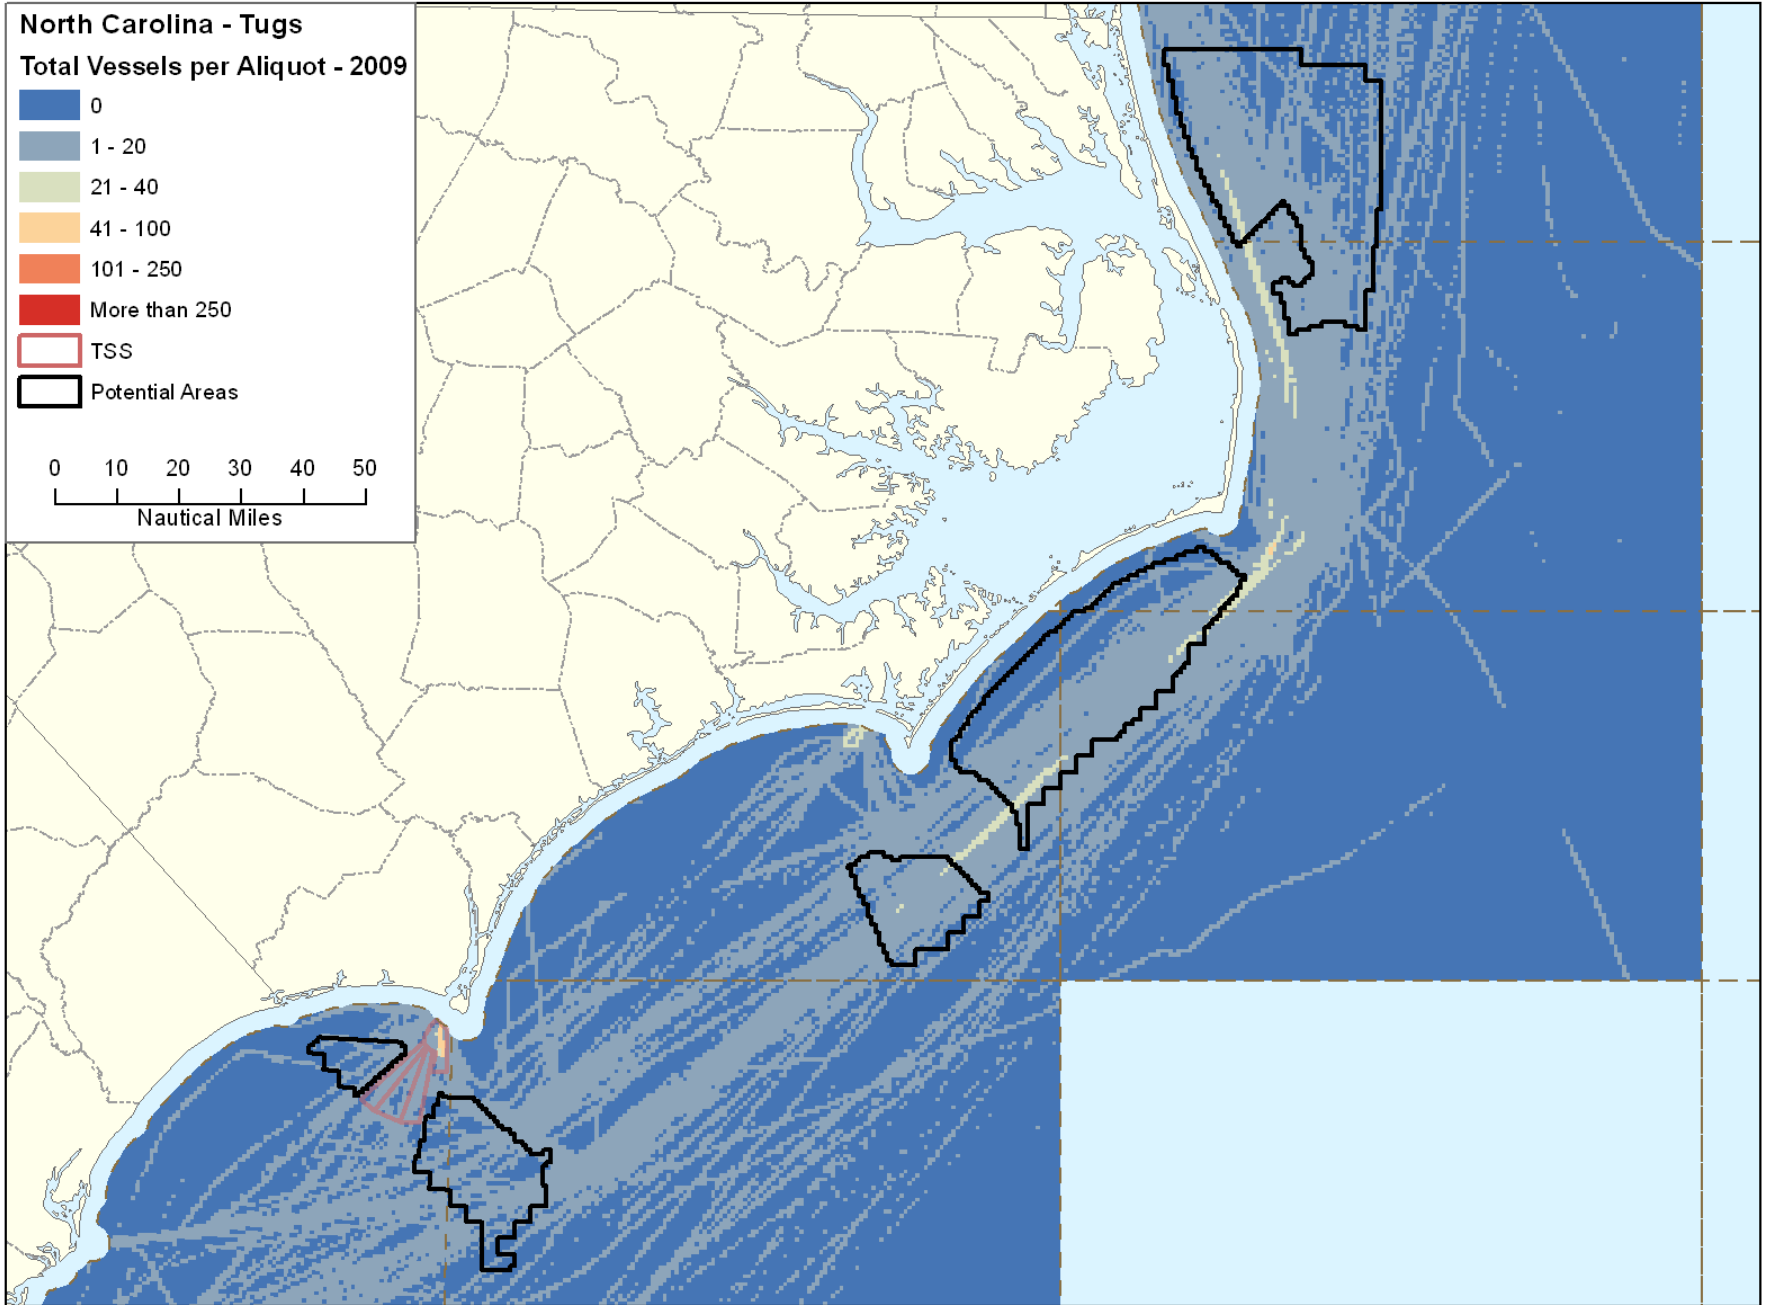 North Carolina - Tugs
Total Vessels per Aliquot - 2009
0
1 - 20
21 - 40
41 - 100
101 - 250
More than 250
TSS
Potential Areas
0 10 20 30 40 50
Nautical Miles